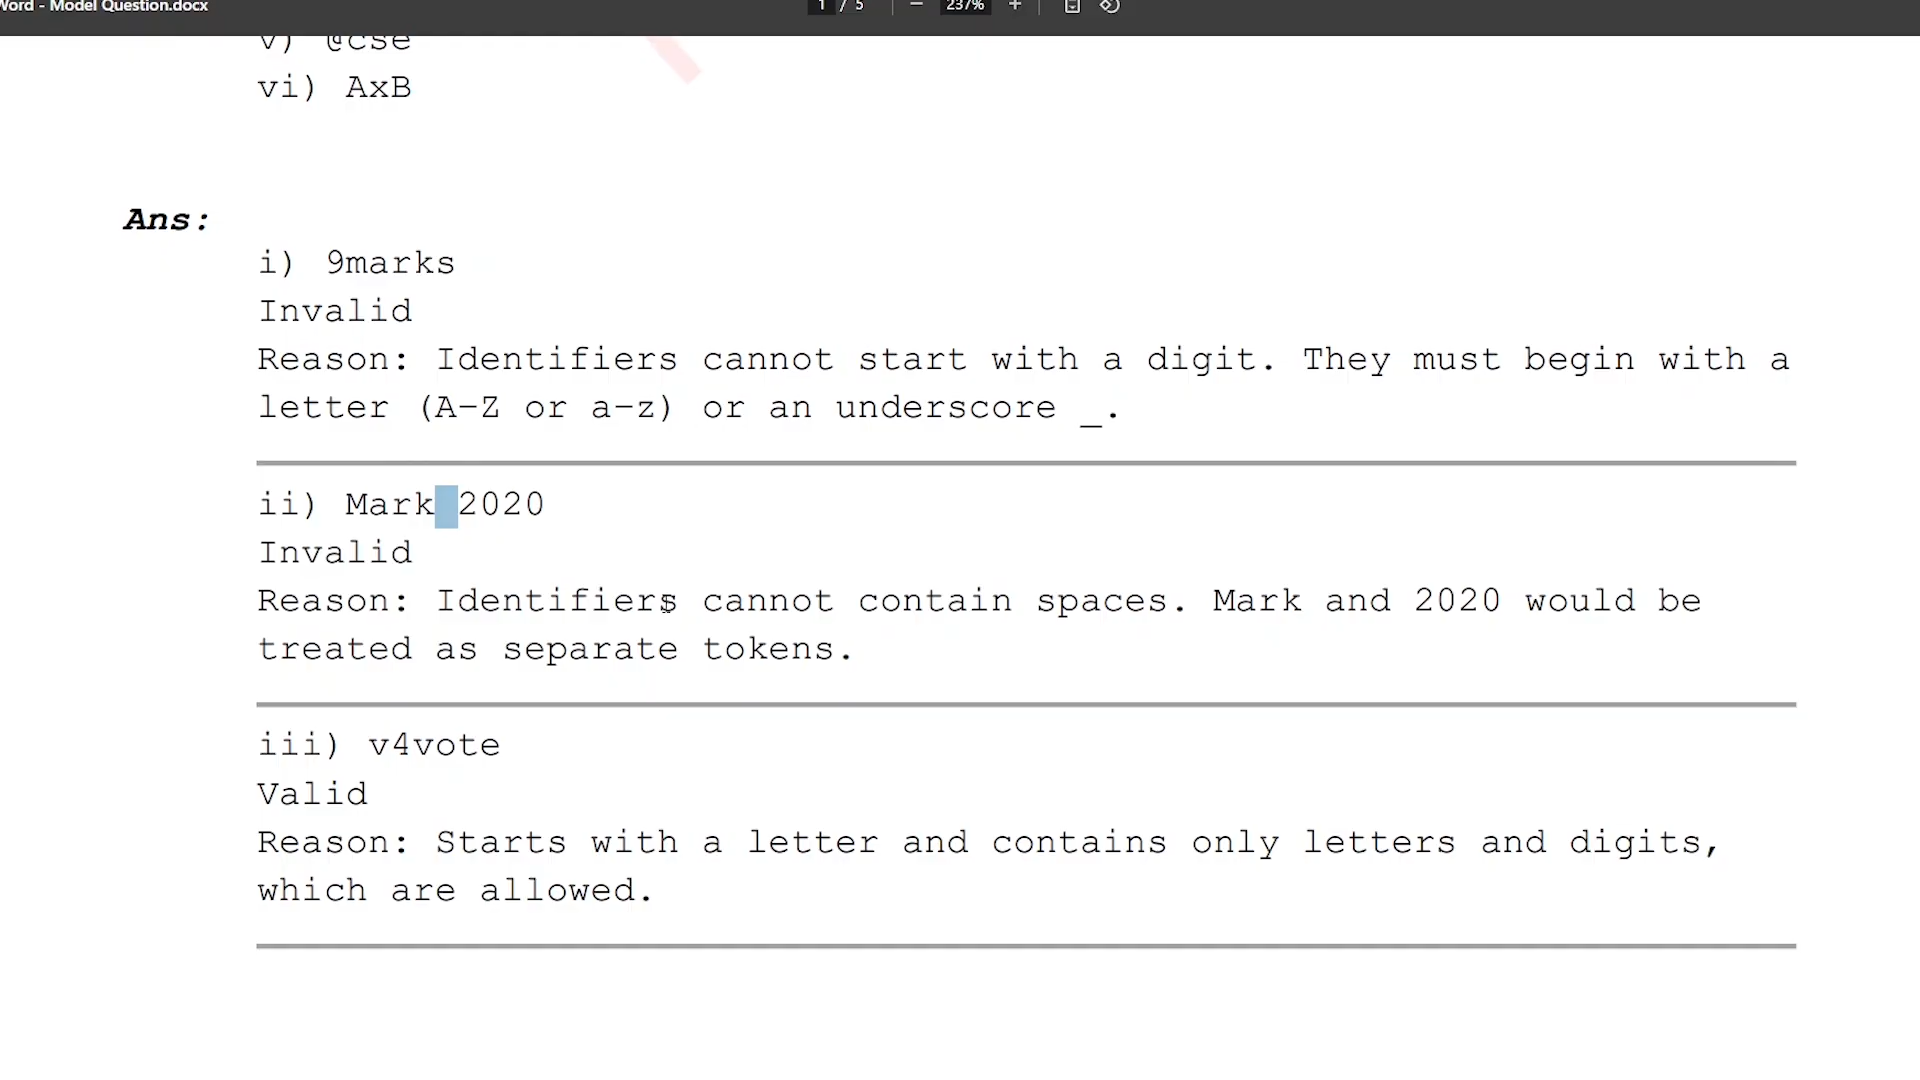 Word - Model Question.docx
1 / 5
237%
v) @cse
vi) AxB
Ans:
i) 9marks
Invalid
Reason: Identifiers cannot start with a digit. They must begin with a
letter (A-Z or a-z) or an underscore _.
ii) Mark 2020
Invalid
Reason: Identifiers cannot contain spaces. Mark and 2020 would be
treated as separate tokens.
iii) v4vote
Valid
Reason: Starts with a letter and contains only letters and digits,
which are allowed.